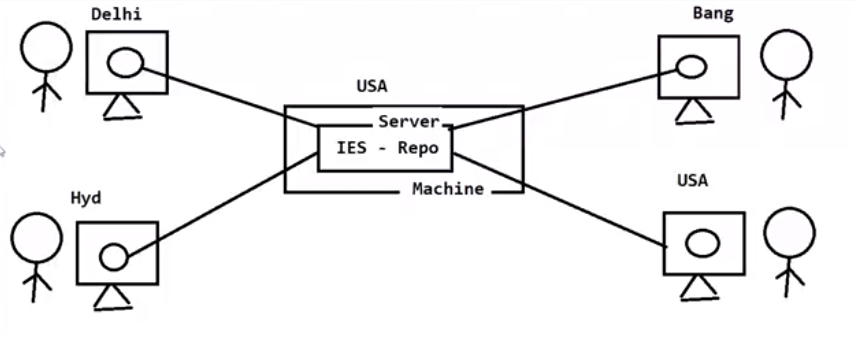 Delhi
Bang
USA
Server
IES - Repo
Machine
Hyd
USA